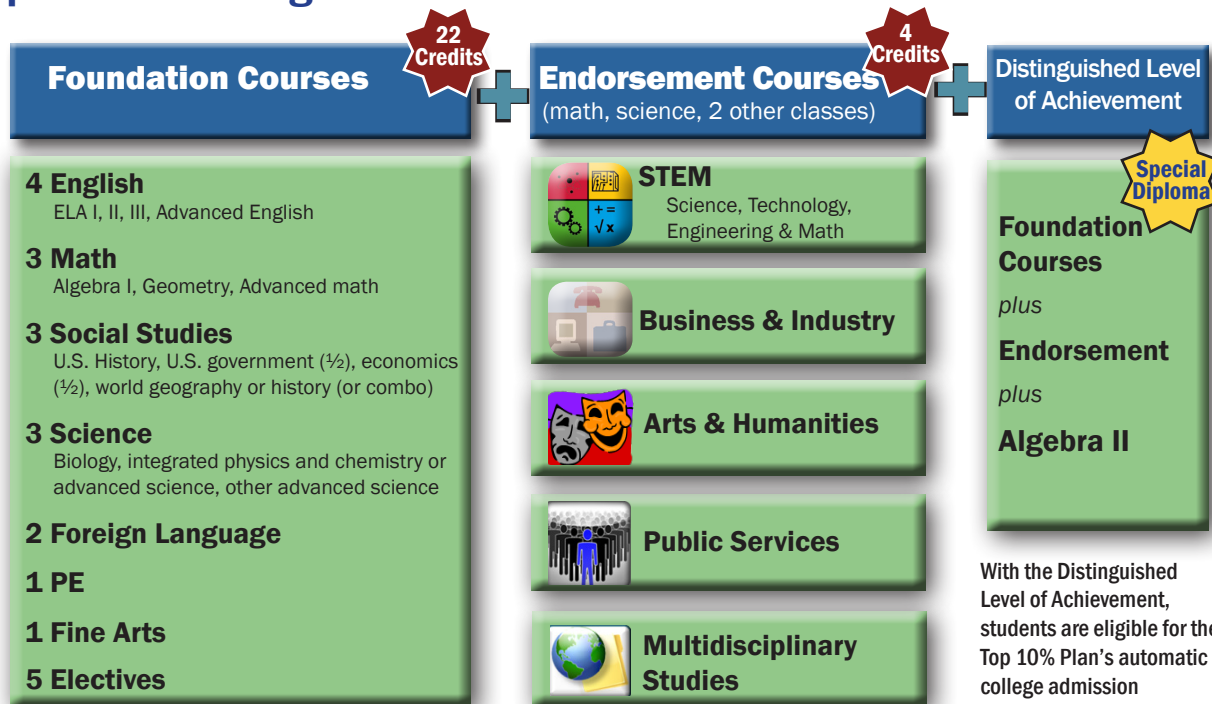 22
Credits
Foundation Courses
4 English
ELA I, II, III, Advanced English
3 Math
Algebra I, Geometry, Advanced math
3 Social Studies
U.S. History, U.S. government (½), economics
(½), world geography or history (or combo)
3 Science
Biology, integrated physics and chemistry or
advanced science, other advanced science
2 Foreign Language
1 PE
1 Fine Arts
5 Electives
4
Credits
Endorsement Courses
(math, science, 2 other classes)
+ =
√ x
STEM
Science, Technology,
Engineering & Math
Business & Industry
Arts & Humanities
Public Services
Multidisciplinary
Studies
Distinguished Level
of Achievement
Special
Diploma
Foundation
Courses
plus
Endorsement
plus
Algebra II
With the Distinguished
Level of Achievement,
students are eligible for the
Top 10% Plan's automatic
college admission